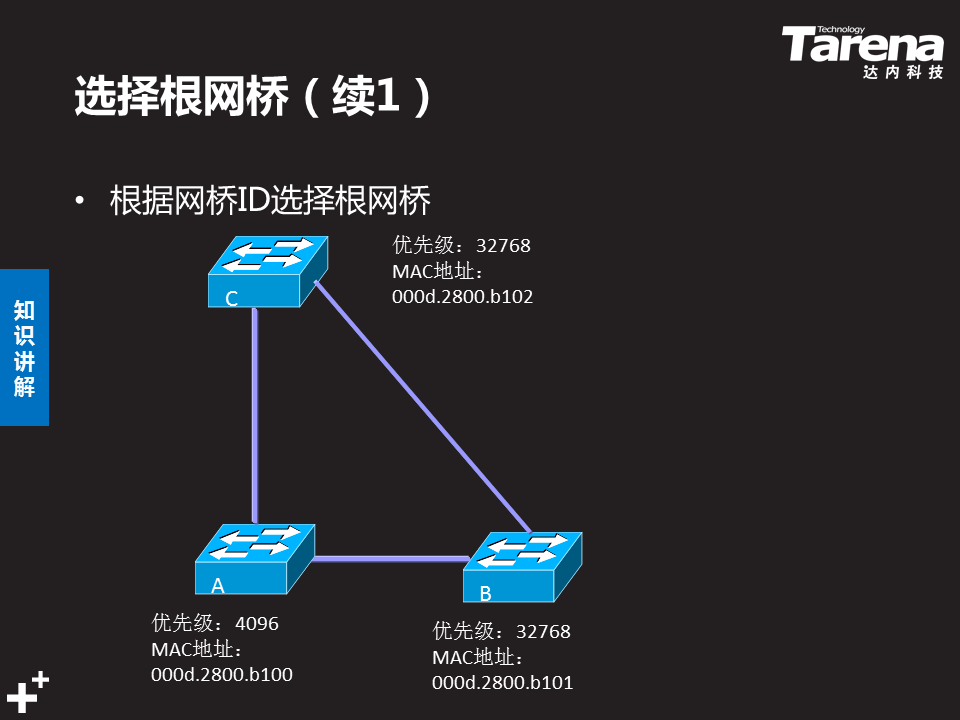 Technology
Tarena
达内科技
选择根网桥（续1）
• 根据网桥ID选择根网桥
知
识
讲
解
优先级：32768
MAC地址：
000d.2800.b102
C
A
B
优先级：4096
MAC地址：
000d.2800.b100
优先级：32768
MAC地址：
000d.2800.b101